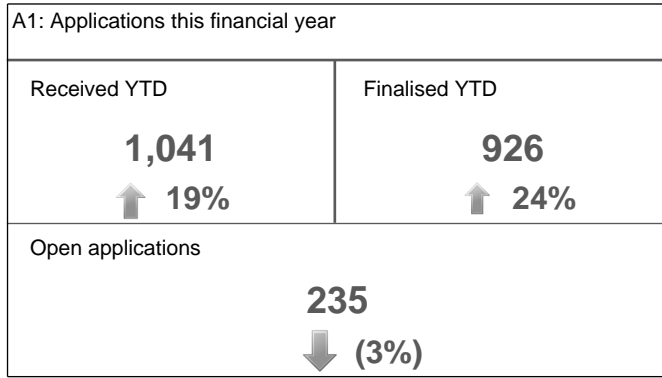 A1: Applications this financial year
Received YTD
Finalised YTD
1,041
926
19%
24%
Open applications
235
(3%)